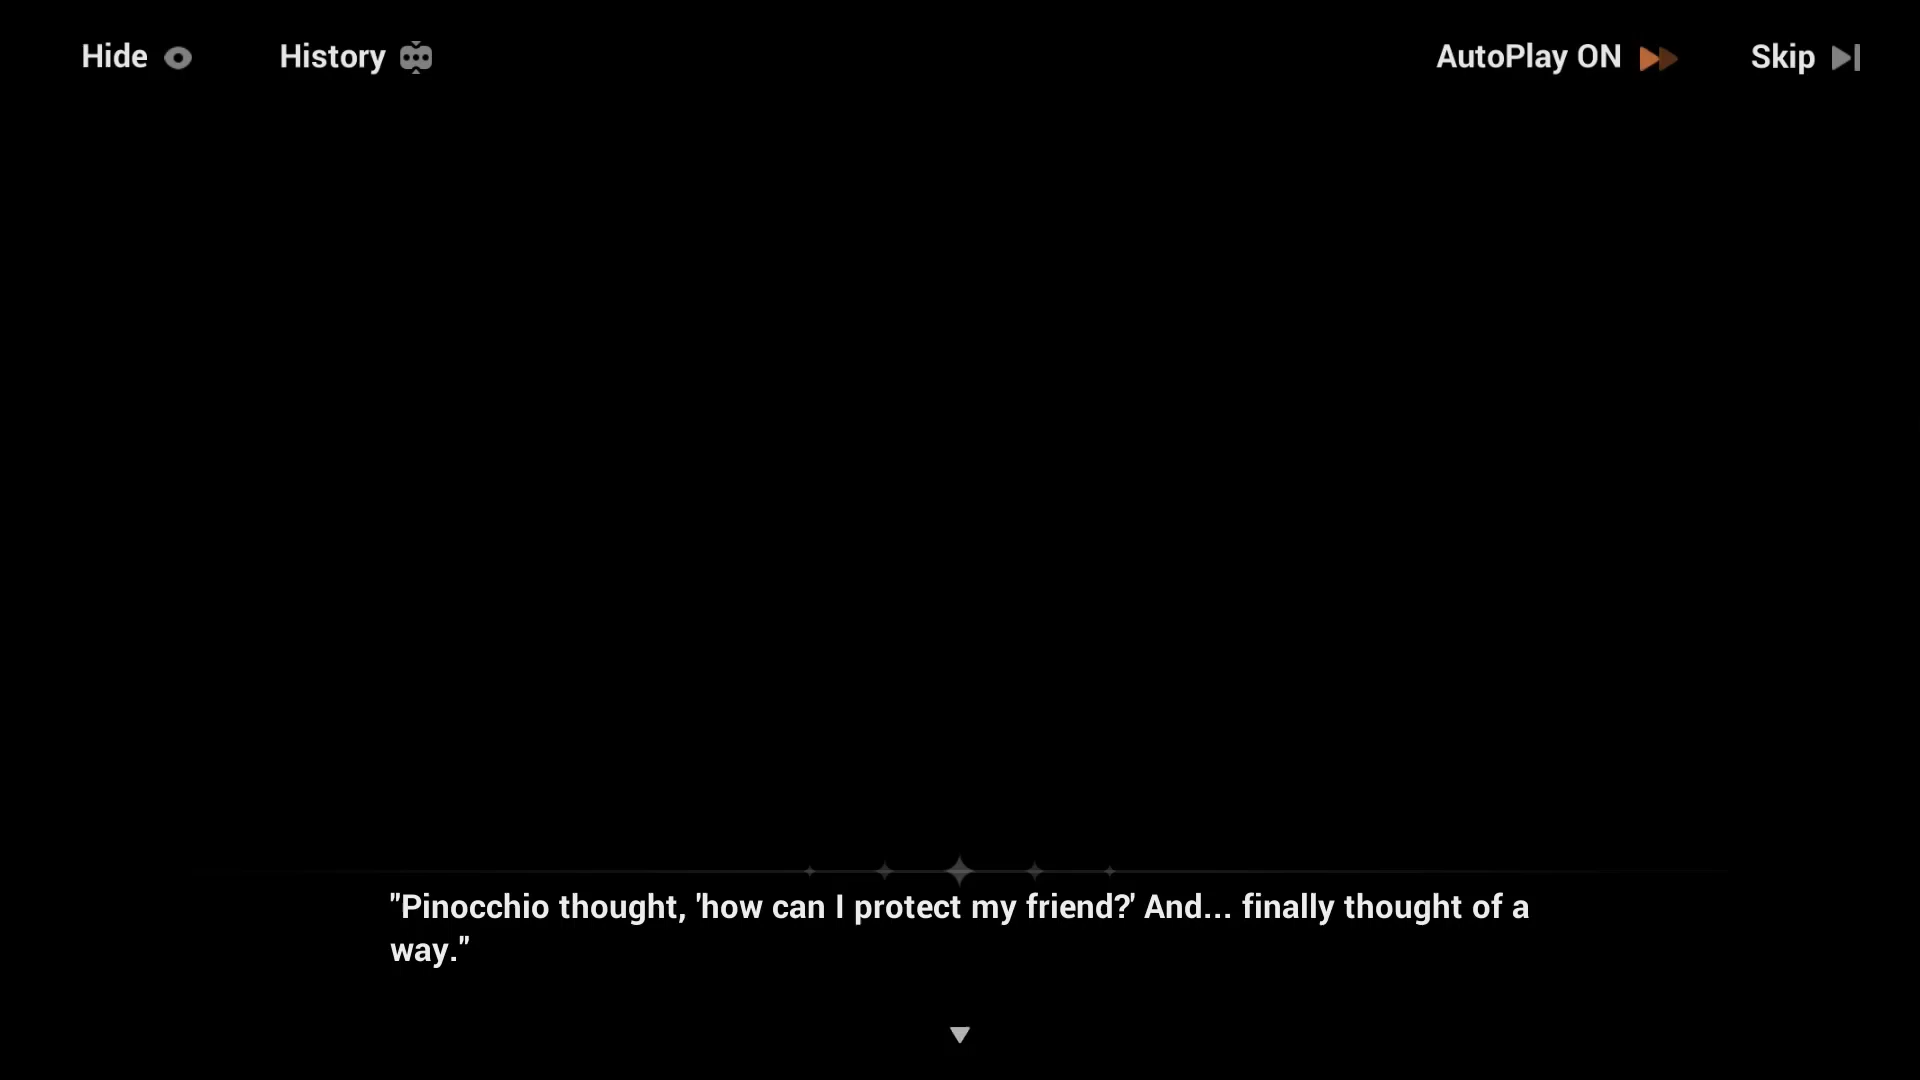 Hide
History
AutoPlay ON
Skip
"Pinocchio thought, 'how can I protect my friend?' And... finally thought of a
way."